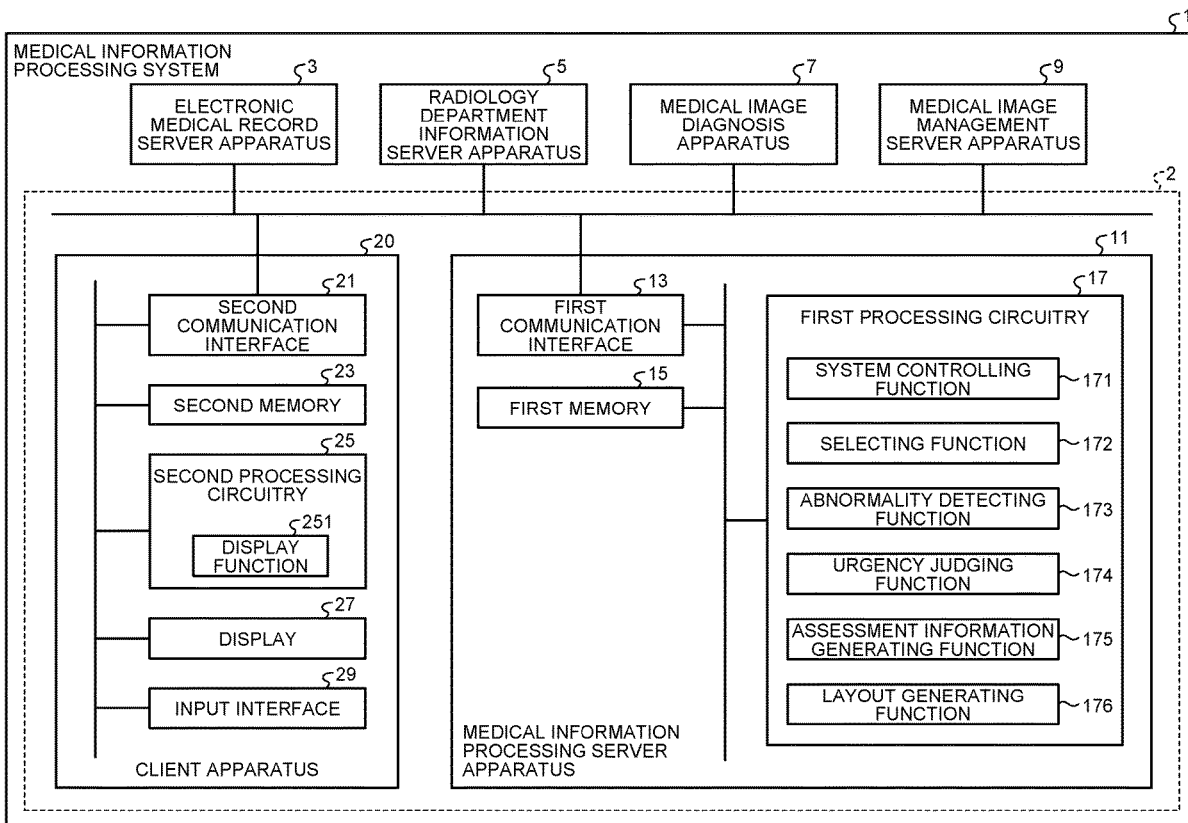 1
MEDICAL INFORMATION
PROCESSING SYSTEM
3
ELECTRONIC
MEDICAL RECORD
SERVER APPARATUS
5
RADIOLOGY
DEPARTMENT
INFORMATION
SERVER APPARATUS
7
MEDICAL IMAGE
DIAGNOSIS
APPARATUS
9
MEDICAL IMAGE
MANAGEMENT
SERVER APPARATUS
2
20
21
SECOND
COMMUNICATION
INTERFACE
23
SECOND MEMORY
25
SECOND PROCESSING
CIRCUITRY
251
DISPLAY
FUNCTION
27
DISPLAY
29
INPUT INTERFACE
CLIENT APPARATUS
11
13
FIRST
COMMUNICATION
INTERFACE
15
FIRST MEMORY
17
FIRST PROCESSING CIRCUITRY
SYSTEM CONTROLLING
FUNCTION
171
SELECTING FUNCTION
172
ABNORMALITY DETECTING
FUNCTION
173
URGENCY JUDGING
FUNCTION
174
ASSESSMENT INFORMATION
GENERATING FUNCTION
175
LAYOUT GENERATING
FUNCTION
176
MEDICAL INFORMATION
PROCESSING SERVER
APPARATUS